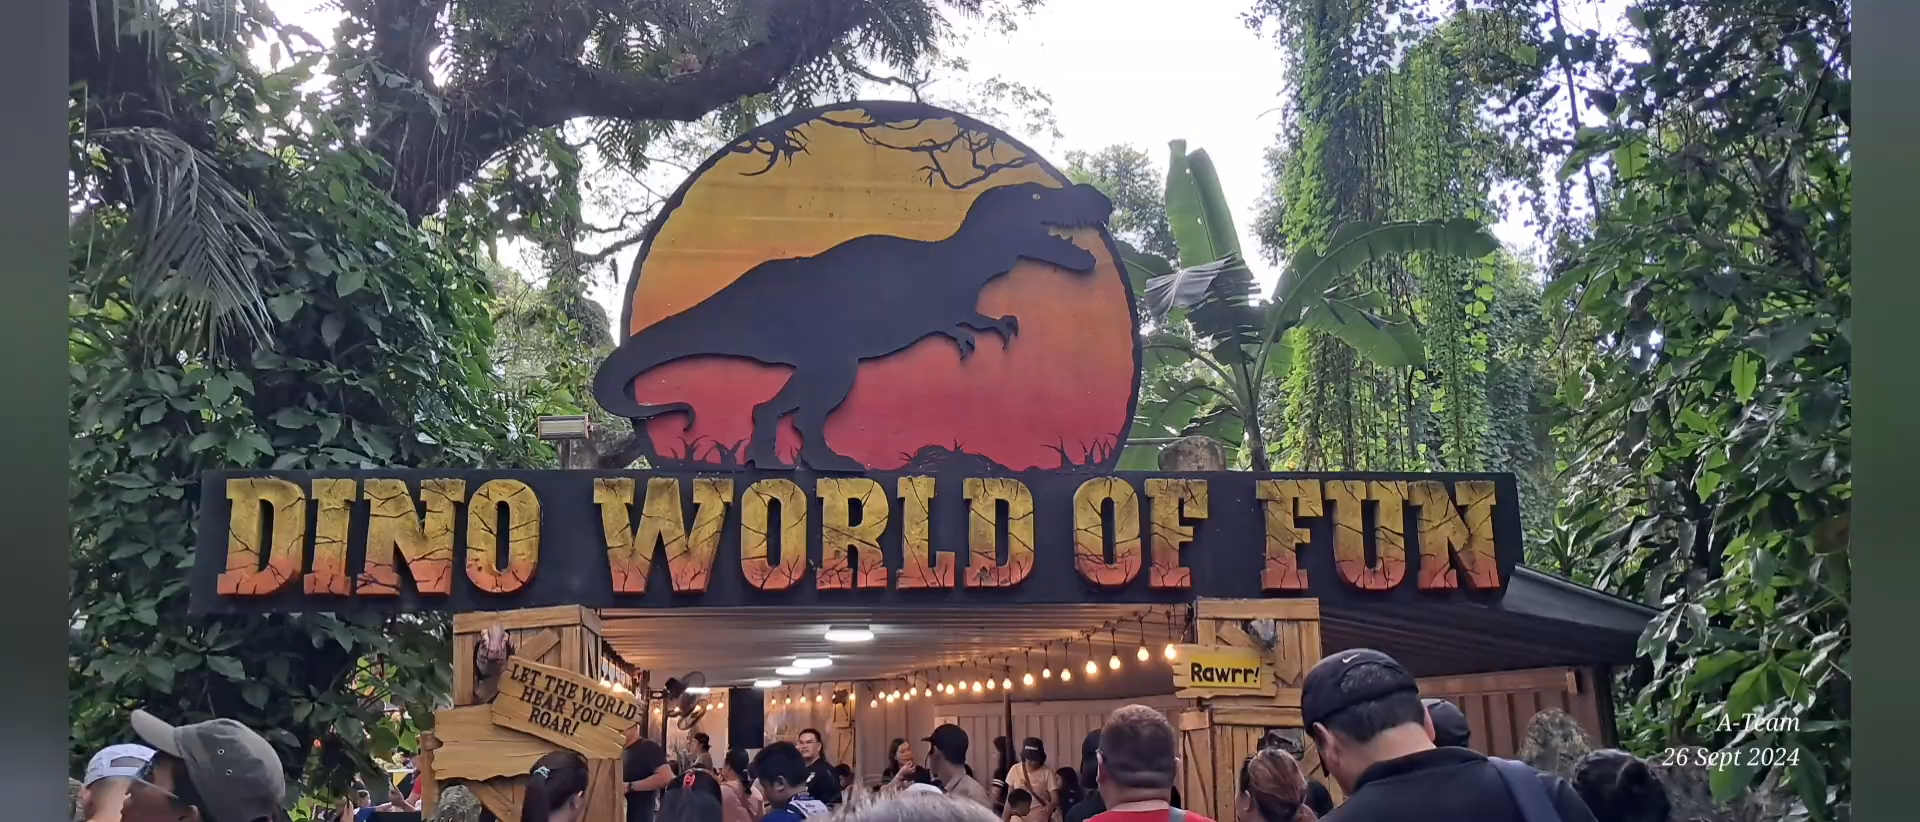 DINO WORLD OF FUN
LET THE WORLD
HEAR YOU
ROAR!
Rawrr!
A-Team
26 Sept 2024